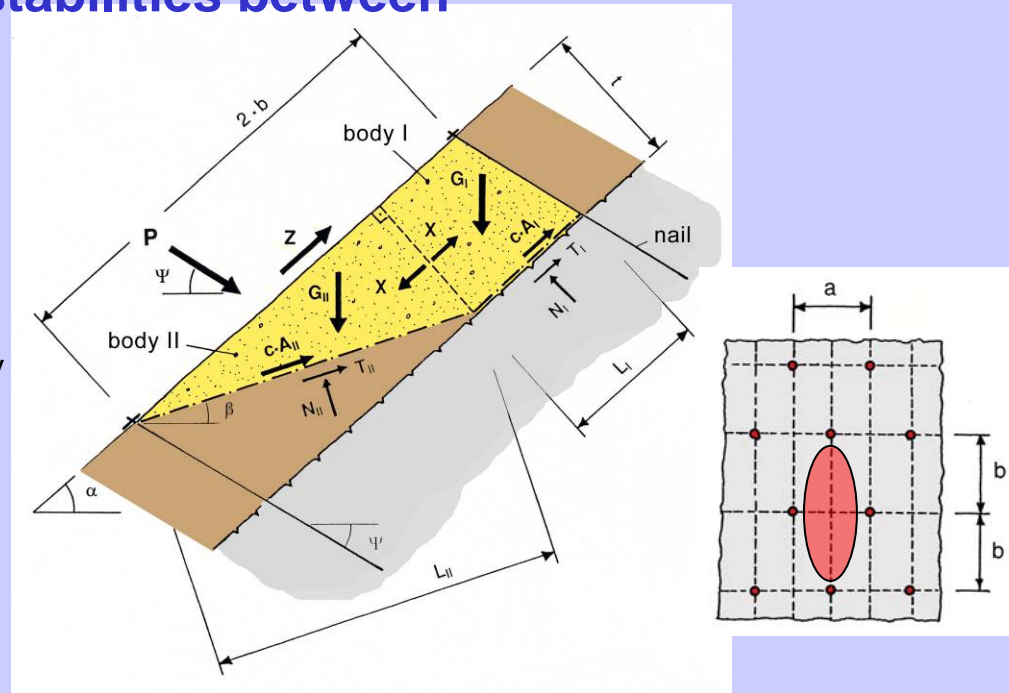 stabilities between
2·b
t
body I
G_I
P
Z
X
c·A_I
nail
Ψ
T_I
X
G_II
N_I
body II
c·A_II
T_II
L_I
β
N_II
α
Ψ
L_II
a
b
b